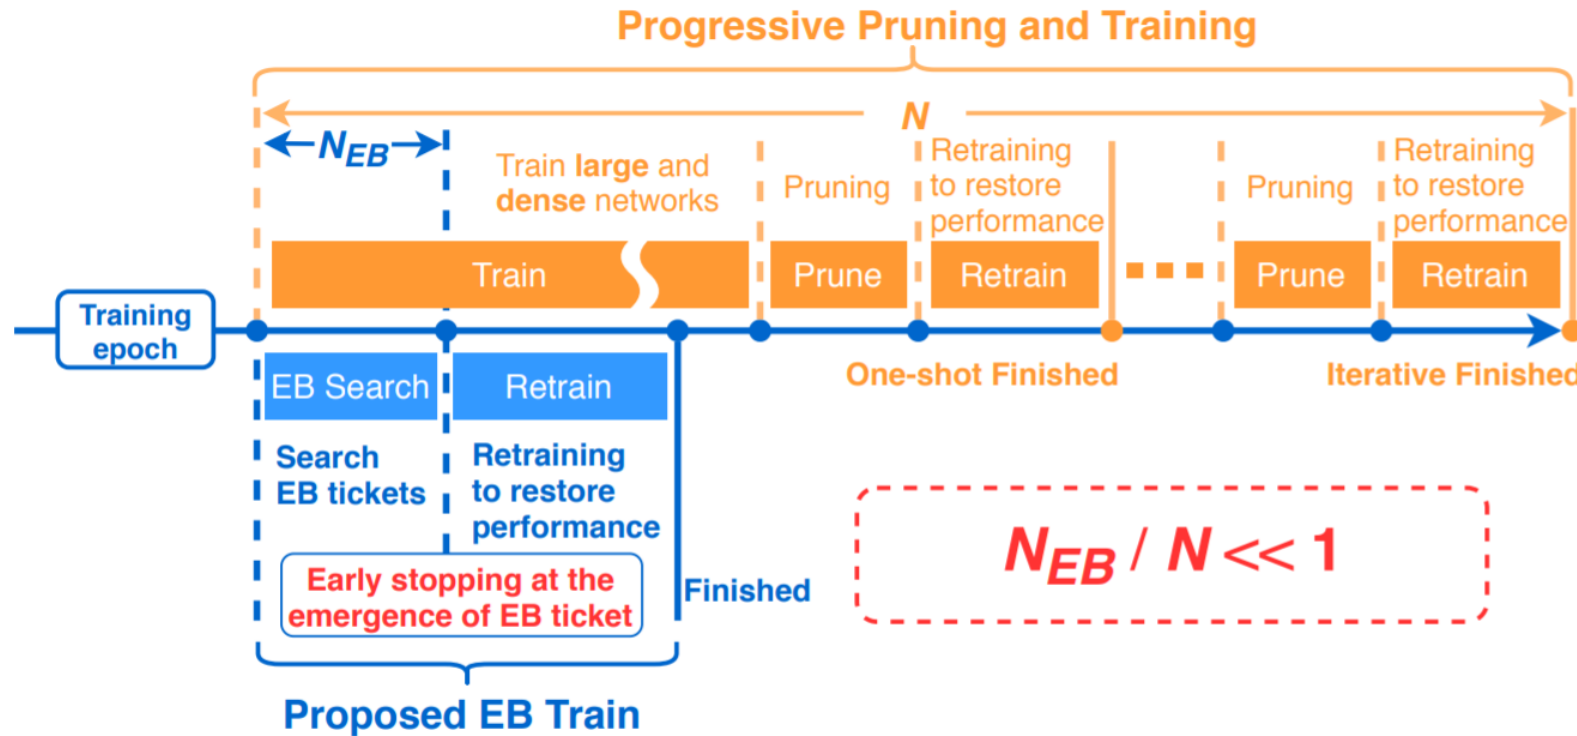 Progressive Pruning and Training
N
N_EB
Train large and
dense networks
Pruning
Retraining
to restore
performance
Pruning
Retraining
to restore
performance
Train
Prune
Retrain
Prune
Retrain
Training
epoch
One-shot Finished
Iterative Finished
EB Search
Retrain
Search
EB tickets
Retraining
to restore
performance
Early stopping at the
emergence of EB ticket
Finished
N_EB / N << 1
Proposed EB Train